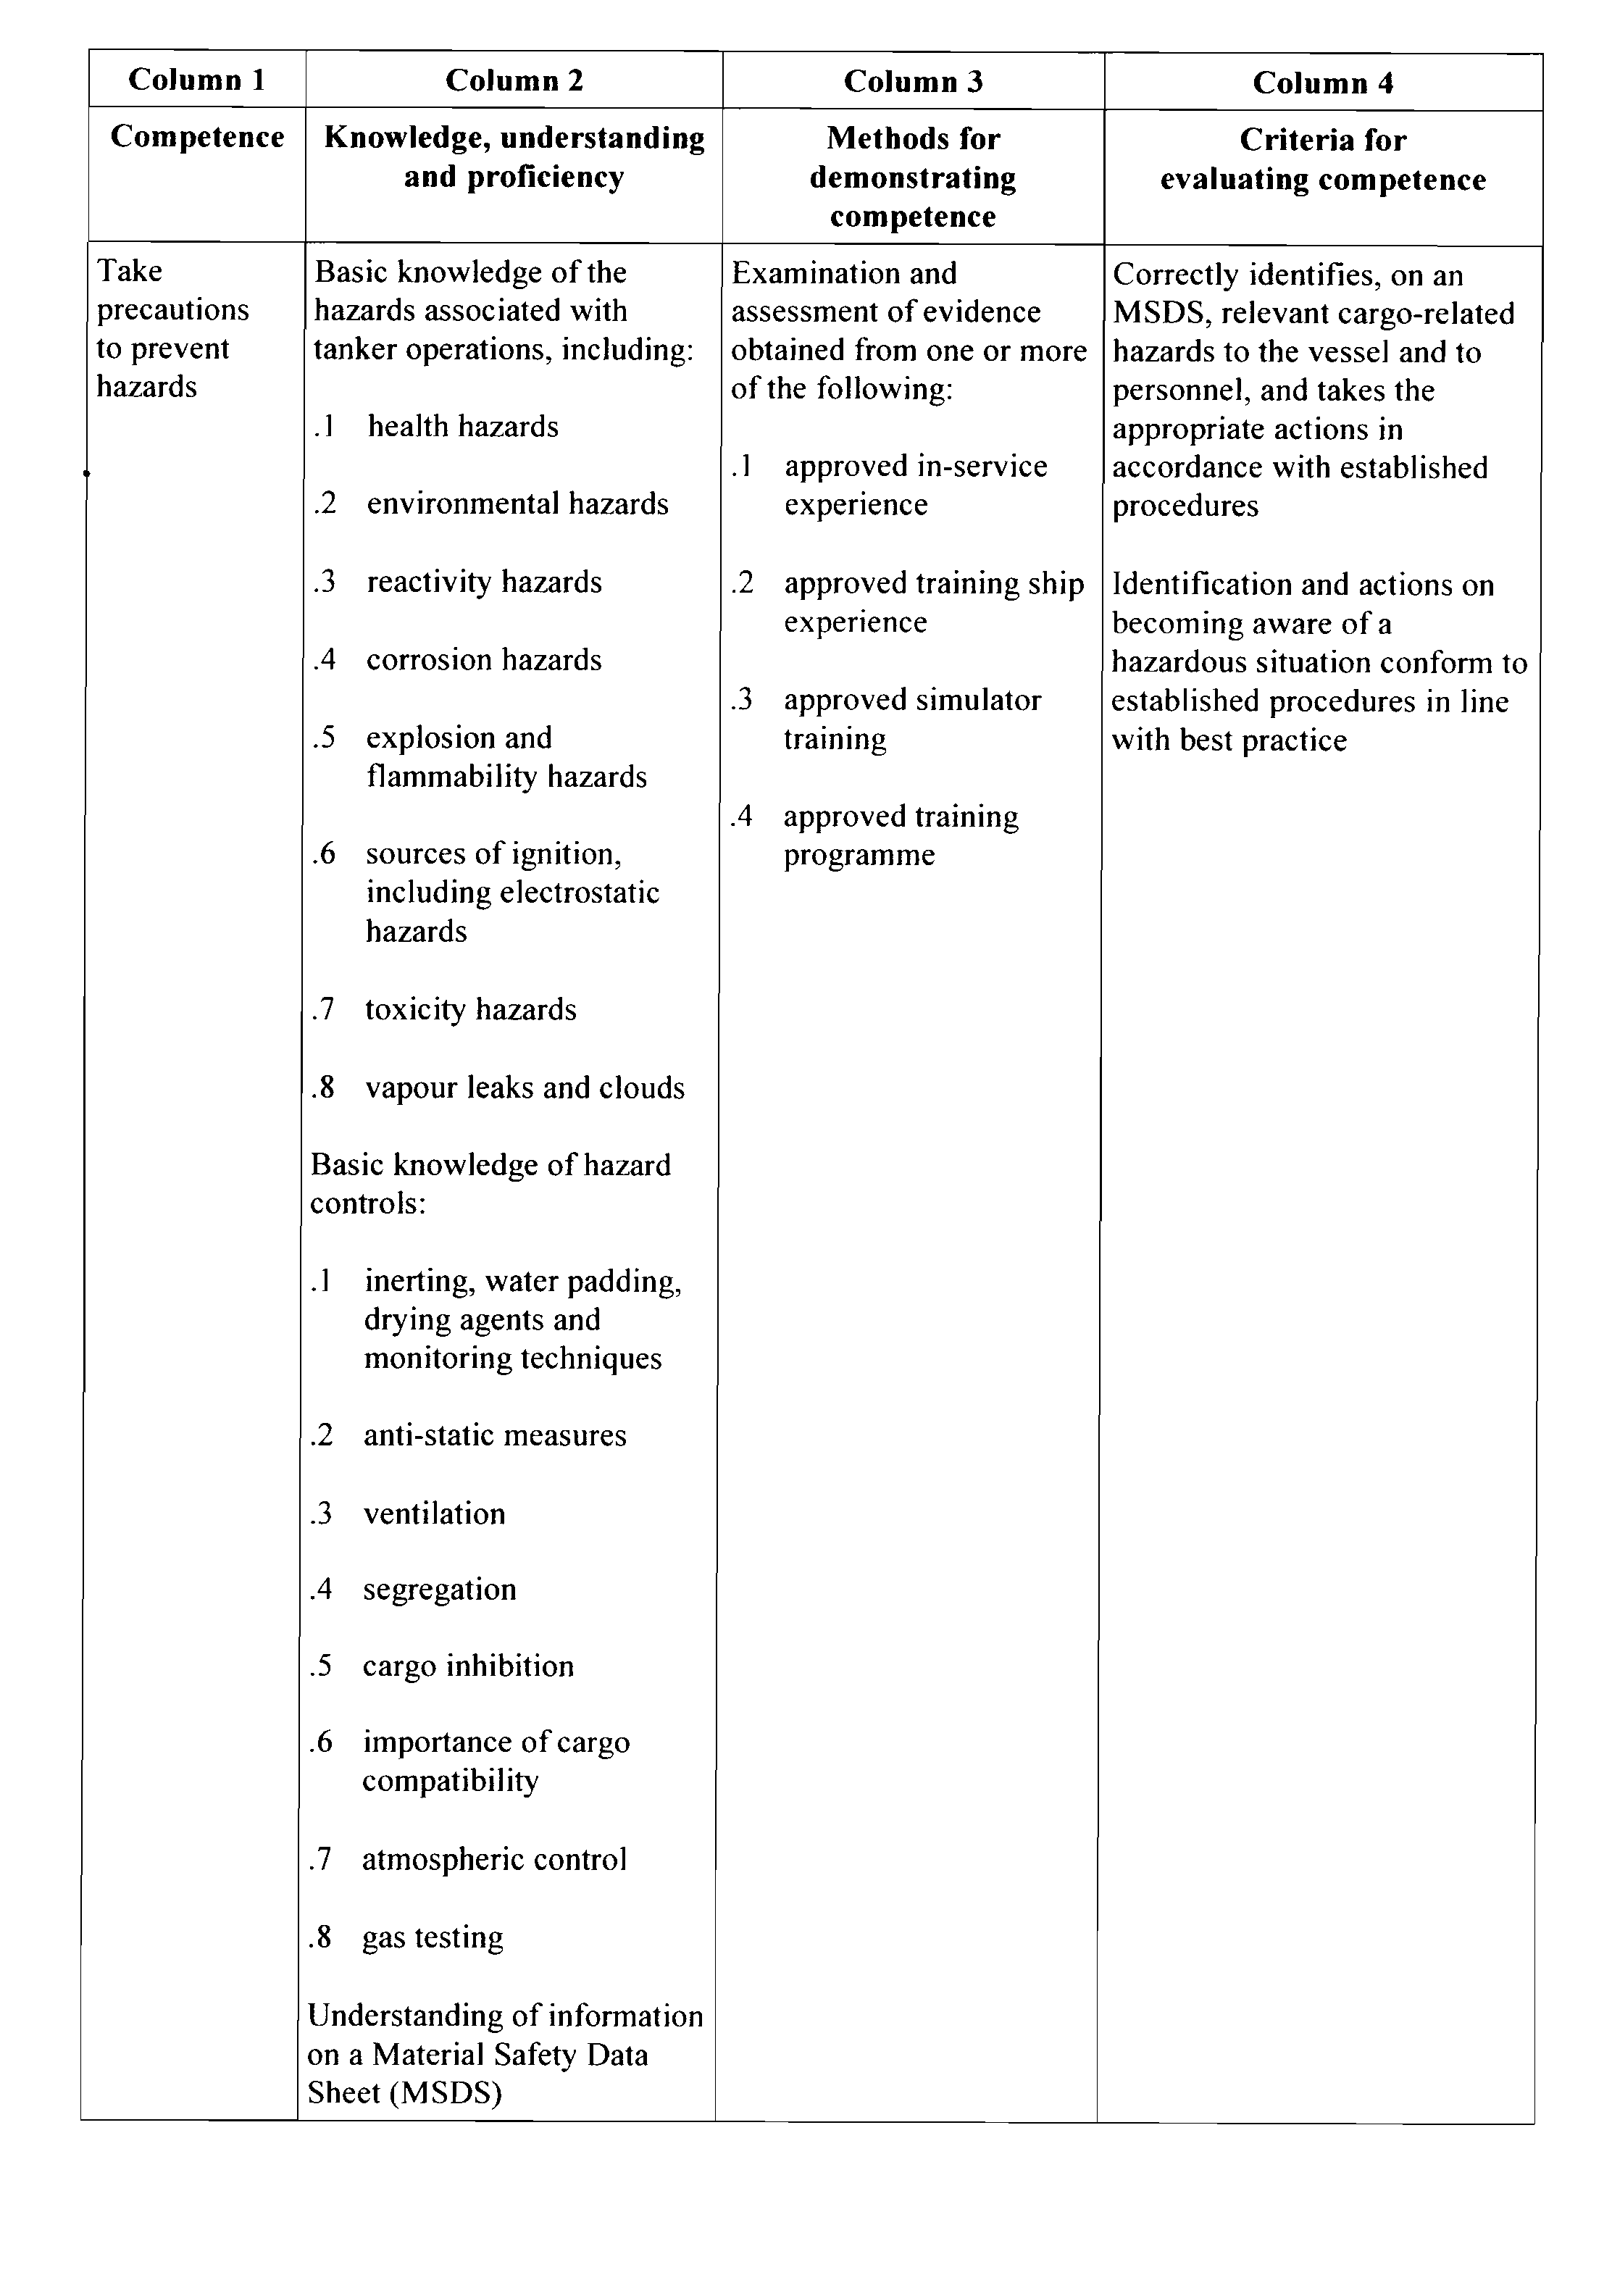 Column 1
Column 2
Column 3
Column 4
Competence
Knowledge, understanding
and proficiency
Methods for
demonstrating
competence
Criteria for
evaluating competence
Take
precautions
to prevent
hazards
Basic knowledge of the
hazards associated with
tanker operations, including:
.1 health hazards
.2 environmental hazards
.3 reactivity hazards
.4 corrosion hazards
.5 explosion and
flammability hazards
.6 sources of ignition,
including electrostatic
hazards
.7 toxicity hazards
.8 vapour leaks and clouds
Basic knowledge of hazard
controls:
.1 inerting, water padding,
drying agents and
monitoring techniques
.2 anti-static measures
.3 ventilation
.4 segregation
.5 cargo inhibition
.6 importance of cargo
compatibility
.7 atmospheric control
.8 gas testing
Understanding of information
on a Material Safety Data
Sheet (MSDS)
Examination and
assessment of evidence
obtained from one or more
of the following:
.1 approved in-service
experience
.2 approved training ship
experience
.3 approved simulator
training
.4 approved training
programme
Correctly identifies, on an
MSDS, relevant cargo-related
hazards to the vessel and to
personnel, and takes the
appropriate actions in
accordance with established
procedures
Identification and actions on
becoming aware of a
hazardous situation conform to
established procedures in line
with best practice